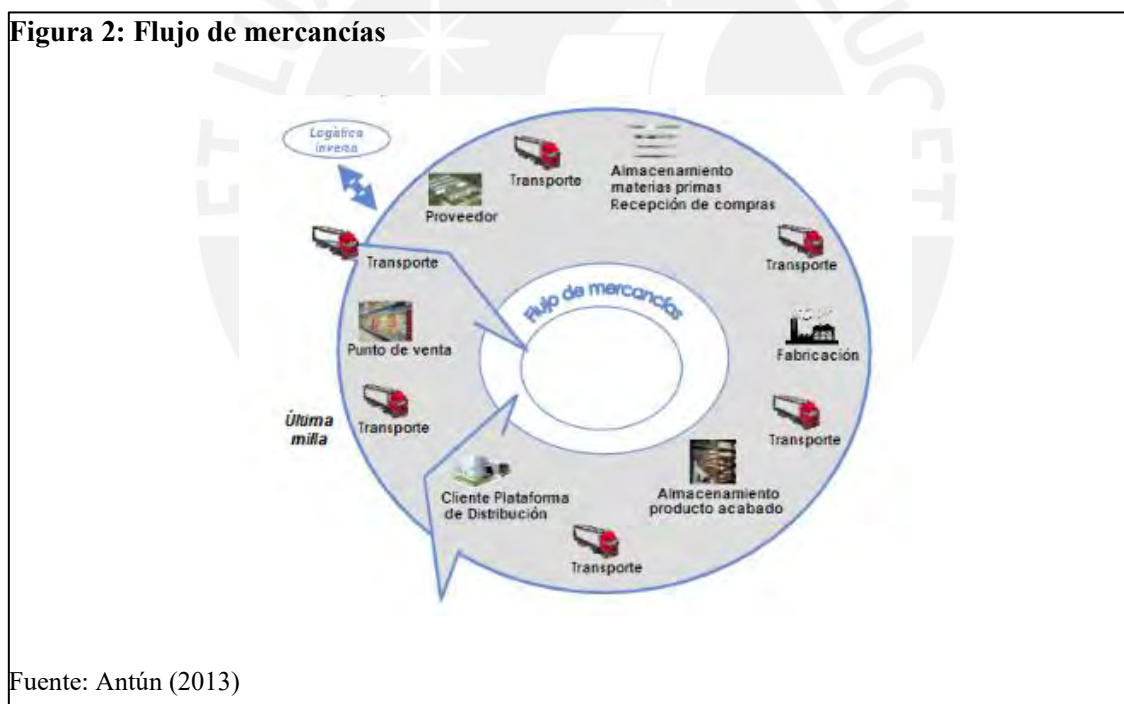 Figura 2: Flujo de mercancías
Logística
inversa
Transporte
Almacenamiento
materias primas
Recepción de compras
Proveedor
Transporte
Transporte
Flujo de mercancías
Punto de venta
Fabricación
Última
milla
Transporte
Transporte
Cliente Plataforma
de Distribución
Almacenamiento
producto acabado
Transporte
Fuente: Antún (2013)